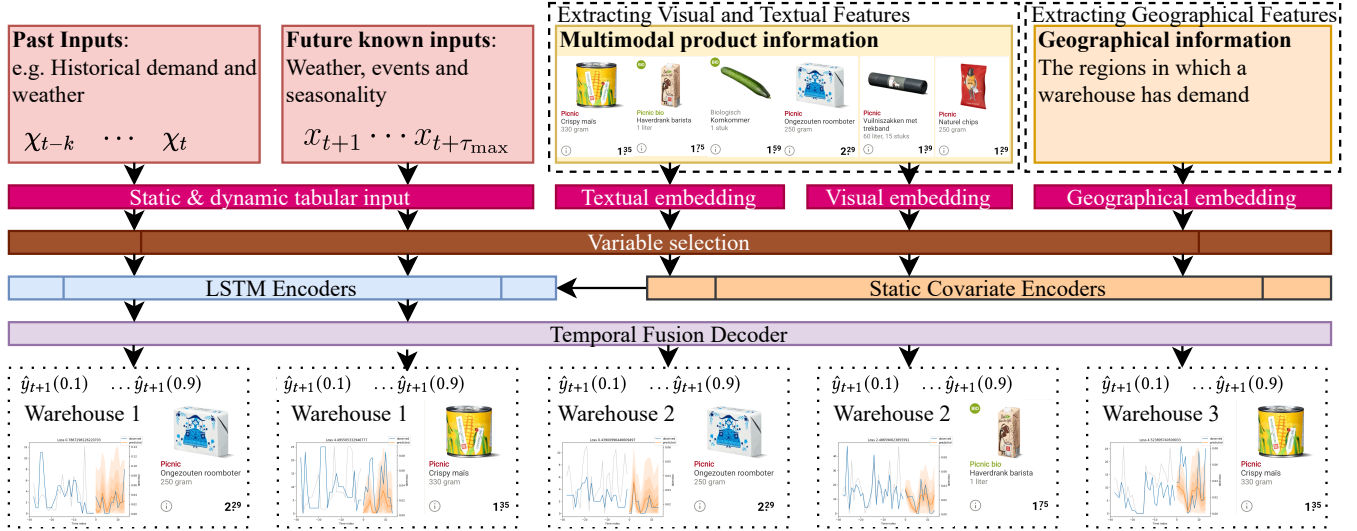 Extracting Visual and Textual Features
Extracting Geographical Features
Past Inputs:
e.g. Historical demand and
weather
χt−k ⋯ χt
Future known inputs:
Weather, events and
seasonality
xt+1 ⋯ xt+τmax
Multimodal product information
Picnic
Crispy maïs
330 gram
1.35
BIO
Picnic bio
Haverdrank barista
1 liter
1.75
BIO
Biologisch
Komkommer
1 stuk
1.59
Picnic
Ongezouten roomboter
250 gram
2.29
Picnic
Vuilniszakken met
trekband
60 liter, 15 stuks
1.39
Picnic
Naturel chips
250 gram
1.29
Geographical information
The regions in which a
warehouse has demand
Static & dynamic tabular input
Textual embedding
Visual embedding
Geographical embedding
Variable selection
LSTM Encoders
Static Covariate Encoders
Temporal Fusion Decoder
ŷt+1(0.1) …ŷt+1(0.9)
Warehouse 1
Picnic
Ongezouten roomboter
250 gram
2.29
ŷt+1(0.1) …ŷt+1(0.9)
Warehouse 1
Picnic
Crispy maïs
330 gram
1.35
ŷt+1(0.1) …ŷt+1(0.9)
Warehouse 2
Picnic
Ongezouten roomboter
250 gram
2.29
ŷt+1(0.1) …ŷt+1(0.9)
Warehouse 2
BIO
Picnic bio
Haverdrank barista
1 liter
1.75
ŷt+1(0.1) …ŷt+1(0.9)
Warehouse 3
Picnic
Crispy maïs
330 gram
1.35